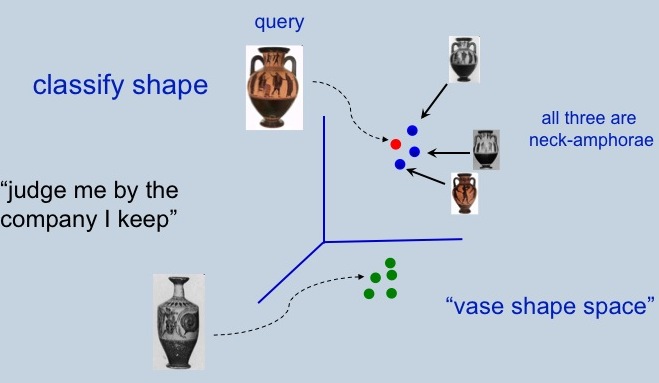 query
classify shape
all three are
neck-amphorae
“judge me by the
company I keep”
“vase shape space”